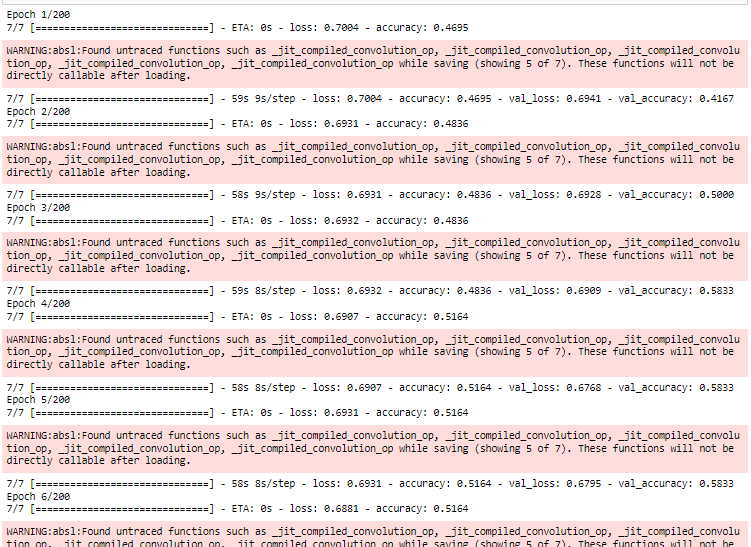 Epoch 1/200
7/7 [==============================] - ETA: 0s - loss: 0.7004 - accuracy: 0.4695
WARNING:absl:Found untraced functions such as _jit_compiled_convolution_op, _jit_compiled_convolution_op, _jit_compiled_convolu
tion_op, _jit_compiled_convolution_op, _jit_compiled_convolution_op while saving (showing 5 of 7). These functions will not be
directly callable after loading.
7/7 [==============================] - 59s 9s/step - loss: 0.7004 - accuracy: 0.4695 - val_loss: 0.6941 - val_accuracy: 0.4167
Epoch 2/200
7/7 [==============================] - ETA: 0s - loss: 0.6931 - accuracy: 0.4836
WARNING:absl:Found untraced functions such as _jit_compiled_convolution_op, _jit_compiled_convolution_op, _jit_compiled_convolu
tion_op, _jit_compiled_convolution_op, _jit_compiled_convolution_op while saving (showing 5 of 7). These functions will not be
directly callable after loading.
7/7 [==============================] - 58s 9s/step - loss: 0.6931 - accuracy: 0.4836 - val_loss: 0.6928 - val_accuracy: 0.5000
Epoch 3/200
7/7 [==============================] - ETA: 0s - loss: 0.6932 - accuracy: 0.4836
WARNING:absl:Found untraced functions such as _jit_compiled_convolution_op, _jit_compiled_convolution_op, _jit_compiled_convolu
tion_op, _jit_compiled_convolution_op, _jit_compiled_convolution_op while saving (showing 5 of 7). These functions will not be
directly callable after loading.
7/7 [==============================] - 59s 8s/step - loss: 0.6932 - accuracy: 0.4836 - val_loss: 0.6909 - val_accuracy: 0.5833
Epoch 4/200
7/7 [==============================] - ETA: 0s - loss: 0.6907 - accuracy: 0.5164
WARNING:absl:Found untraced functions such as _jit_compiled_convolution_op, _jit_compiled_convolution_op, _jit_compiled_convolu
tion_op, _jit_compiled_convolution_op, _jit_compiled_convolution_op while saving (showing 5 of 7). These functions will not be
directly callable after loading.
7/7 [==============================] - 58s 8s/step - loss: 0.6907 - accuracy: 0.5164 - val_loss: 0.6768 - val_accuracy: 0.5833
Epoch 5/200
7/7 [==============================] - ETA: 0s - loss: 0.6931 - accuracy: 0.5164
WARNING:absl:Found untraced functions such as _jit_compiled_convolution_op, _jit_compiled_convolution_op, _jit_compiled_convolu
tion_op, _jit_compiled_convolution_op, _jit_compiled_convolution_op while saving (showing 5 of 7). These functions will not be
directly callable after loading.
7/7 [==============================] - 58s 8s/step - loss: 0.6931 - accuracy: 0.5164 - val_loss: 0.6795 - val_accuracy: 0.5833
Epoch 6/200
7/7 [==============================] - ETA: 0s - loss: 0.6881 - accuracy: 0.5164
WARNING:absl:Found untraced functions such as _jit_compiled_convolution_op, _jit_compiled_convolution_op, _jit_compiled_convolu
tion_op, _jit_compiled_convolution_op, _jit_compiled_convolution_op while saving (showing 5 of 7). These functions will not be